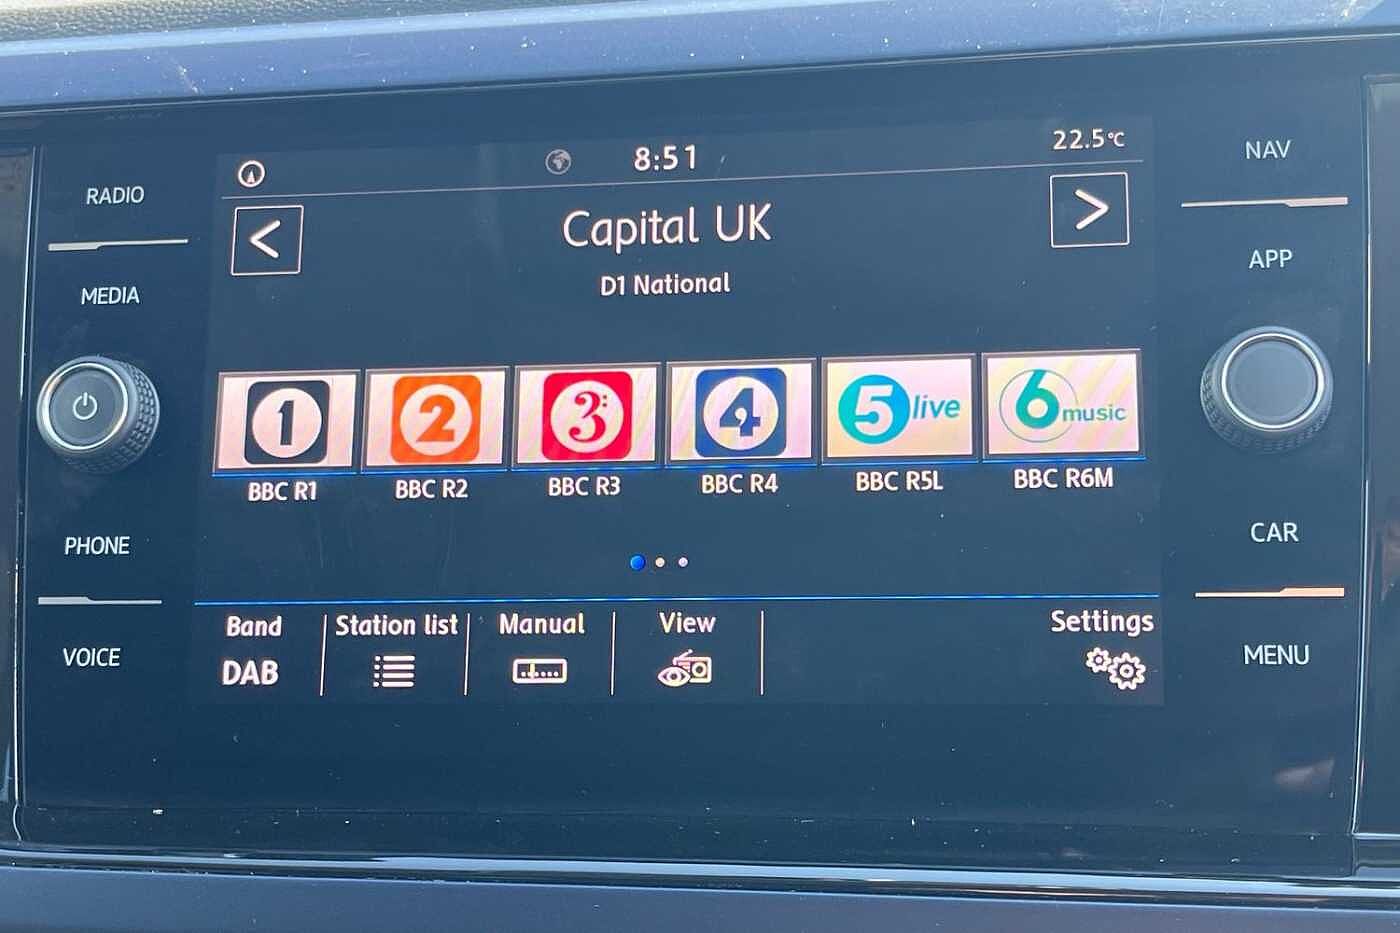 8:51
22.5°C
RADIO
NAV
<
Capital UK
>
D1 National
MEDIA
APP
1
2
3:
4
5 live
6 music
BBC R1
BBC R2
BBC R3
BBC R4
BBC R5L
BBC R6M
PHONE
CAR
Band
Station list
Manual
View
Settings
DAB
VOICE
MENU